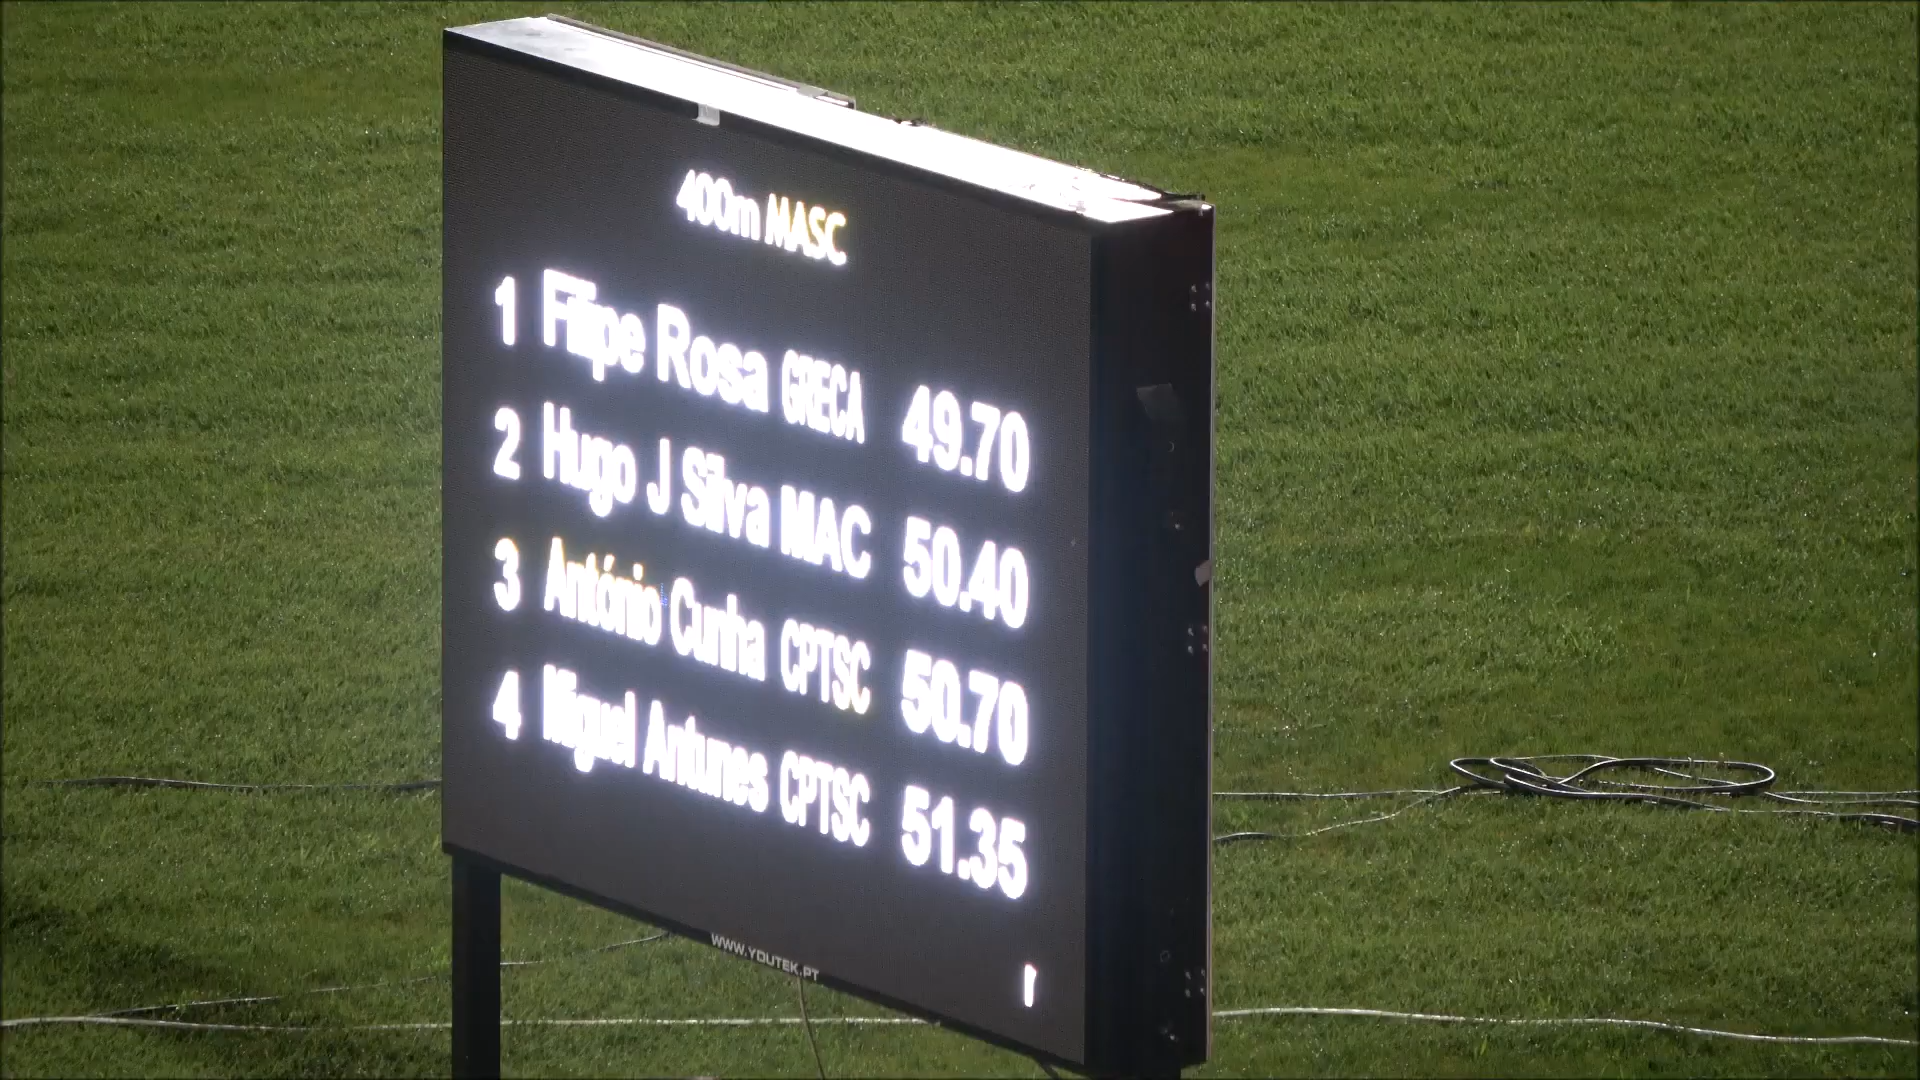 400m MASC
1 Filipe Rosa GRECA 49.70
2 Hugo J Silva MAC 50.40
3 António Cunha CPTSC 50.70
4 Miguel Antunes CPTSC 51.35
WWW.YOUTEK.PT